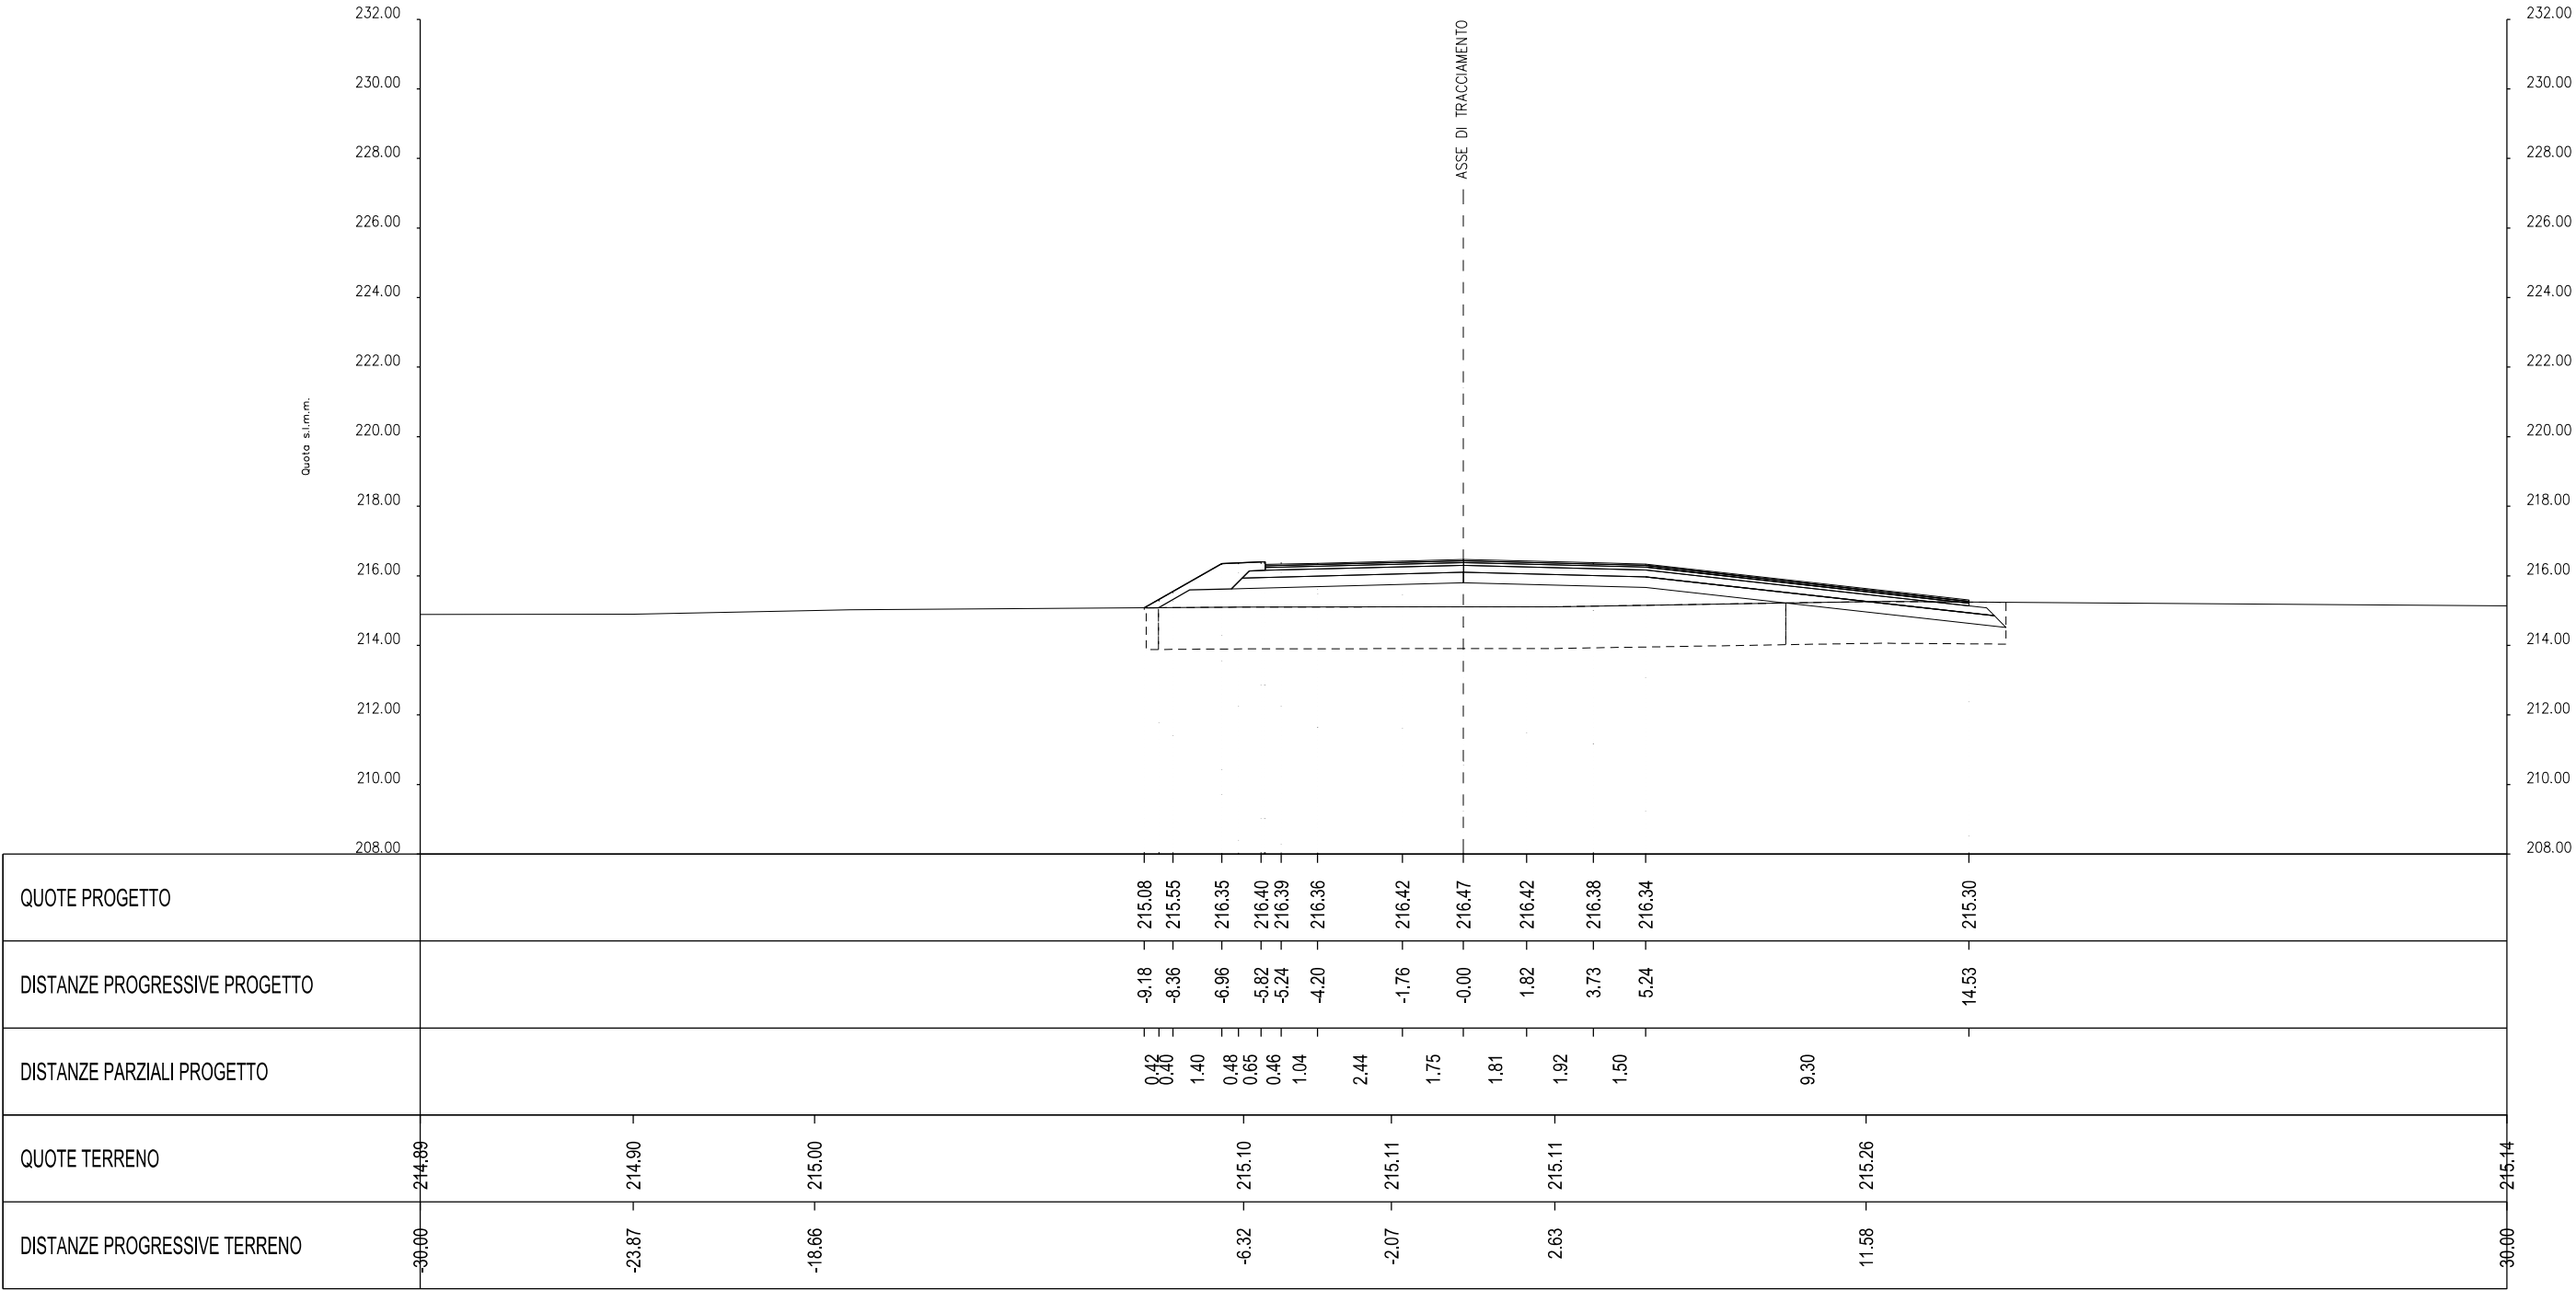 232.00 232.00
230.00 230.00
228.00 228.00
226.00 226.00
224.00 224.00
222.00 222.00
220.00 220.00
218.00 218.00
216.00 216.00
214.00 214.00
212.00 212.00
210.00 210.00
208.00 208.00
Quota s.l.m.m.
ASSE DI TRACCIAMENTO
QUOTE PROGETTO 215.08 215.55 216.35 216.40 216.39 216.36 216.42 216.47 216.42 216.38 216.34 215.30
DISTANZE PROGRESSIVE PROGETTO -9.18 -8.36 -6.96 -5.82 -5.24 -4.20 -1.76 -0.00 1.82 3.73 5.24 14.53
DISTANZE PARZIALI PROGETTO 0.42 0.40 1.40 0.48 0.65 0.46 1.04 2.44 1.75 1.81 1.92 1.50 9.30
QUOTE TERRENO 214.89 214.90 215.00 215.10 215.11 215.11 215.26 215.14
DISTANZE PROGRESSIVE TERRENO -30.00 -23.87 -18.66 -6.32 -2.07 2.63 11.58 30.00